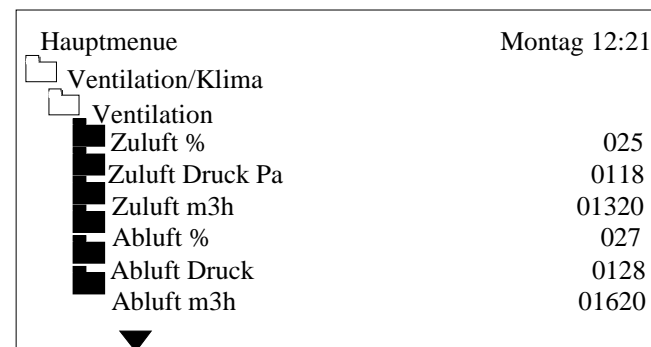 Hauptmenue Montag 12:21
Ventilation/Klima
Ventilation
Zuluft % 025
Zuluft Druck Pa 0118
Zuluft m3h 01320
Abluft % 027
Abluft Druck 0128
Abluft m3h 01620